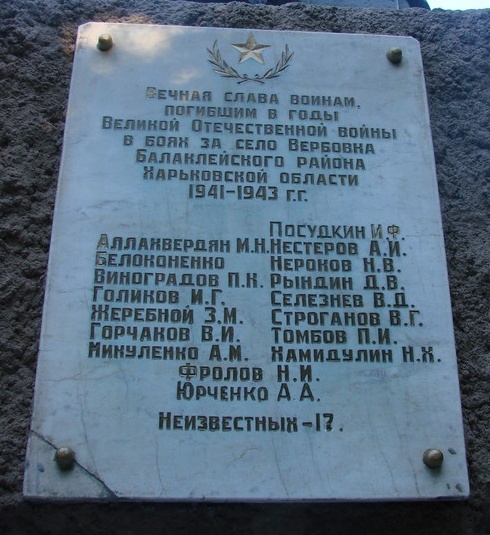 Вечная слава воинам,
погибшим в годы
Великой Отечественной войны
в боях за село Вербовка
Балаклейского района
Харьковской области
1941-1943 г.г.
Посудкин И.Ф.
Аллахвердян М.Н. Нестеров А.И.
Белоконенко Нероков Н.В.
Виноградов П.К. Рындин Д.В.
Голиков И.Г. Селезнев В.Д.
Жеребной З.М. Строганов В.Г.
Горчаков В.И. Томбов П.И.
Микуленко А.М. Хамидулин Н.Х.
Фролов Н.И.
Юрченко А.А.
Неизвестных-17.